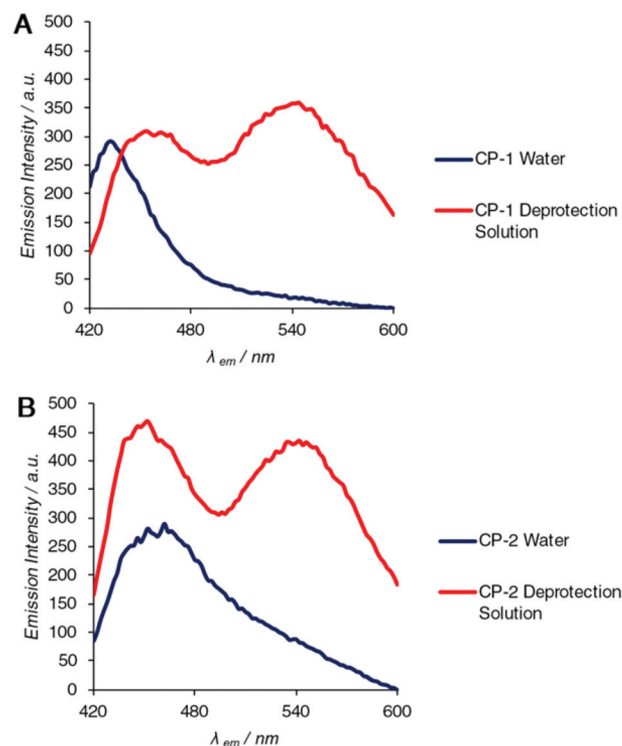 A
500
450
400
350
300
250
200
150
100
50
0
Emission Intensity / a.u.
420 480 540 600
λ em / nm
CP-1 Water
CP-1 Deprotection
Solution
B
500
450
400
350
300
250
200
150
100
50
0
Emission Intensity / a.u.
420 480 540 600
λ em / nm
CP-2 Water
CP-2 Deprotection
Solution